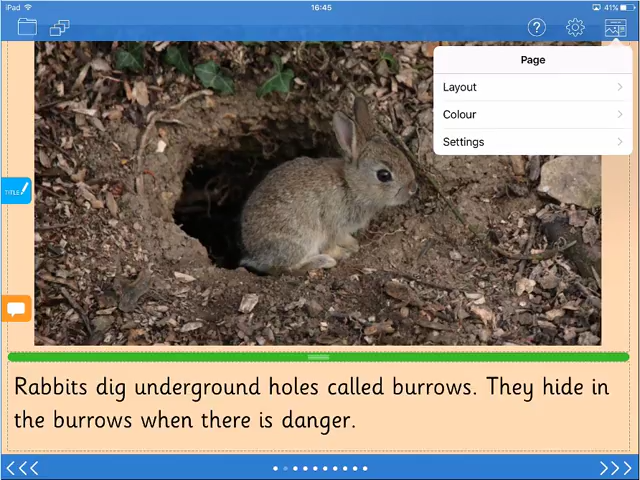 iPad 16:45 41%
?
Page
Layout
Colour
Settings
TITLE
Rabbits dig underground holes called burrows. They hide in
the burrows when there is danger.